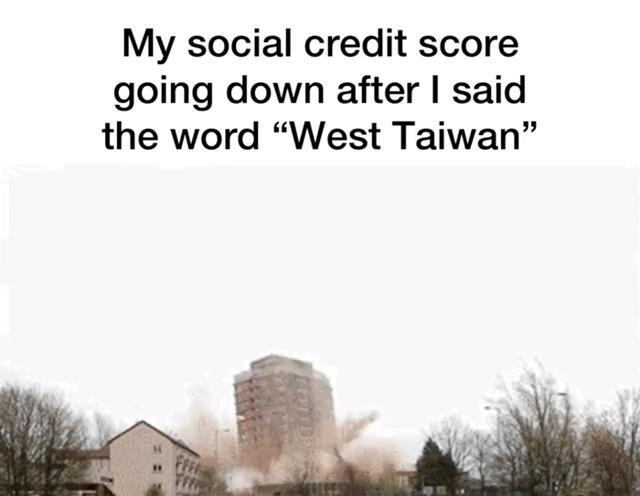 My social credit score
going down after I said
the word “West Taiwan”